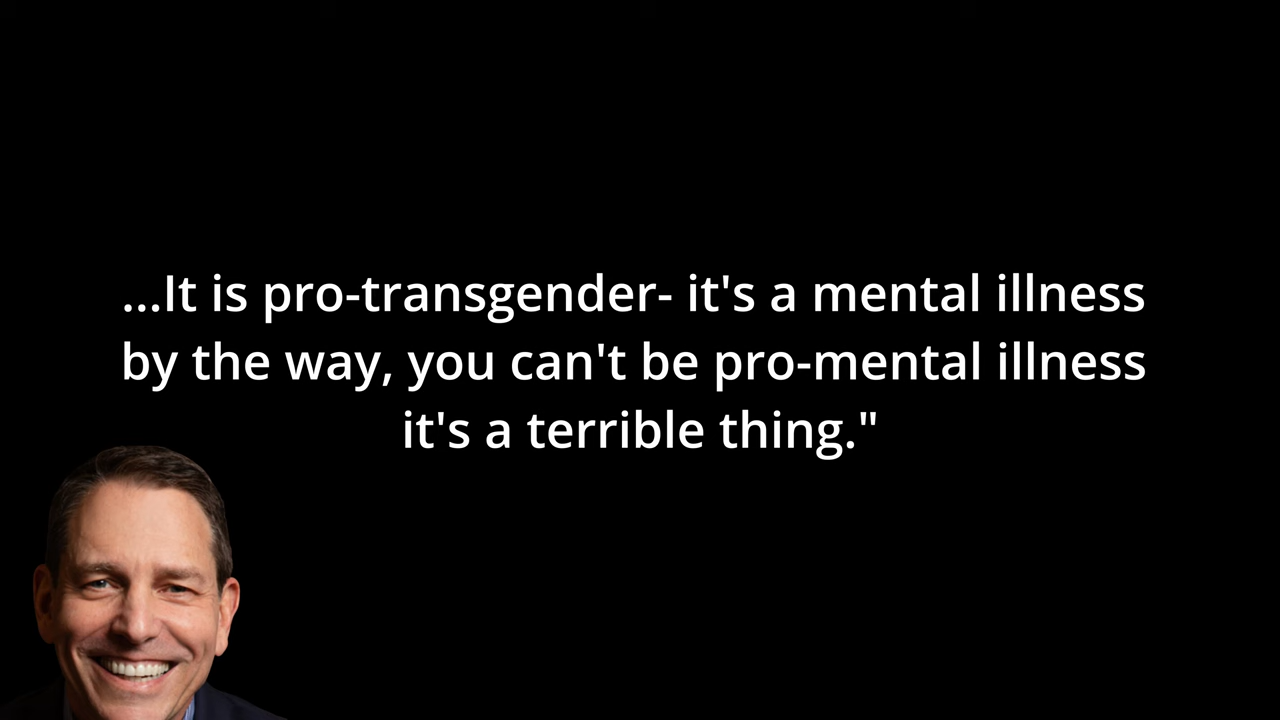 ...It is pro-transgender- it's a mental illness
by the way, you can't be pro-mental illness
it's a terrible thing."